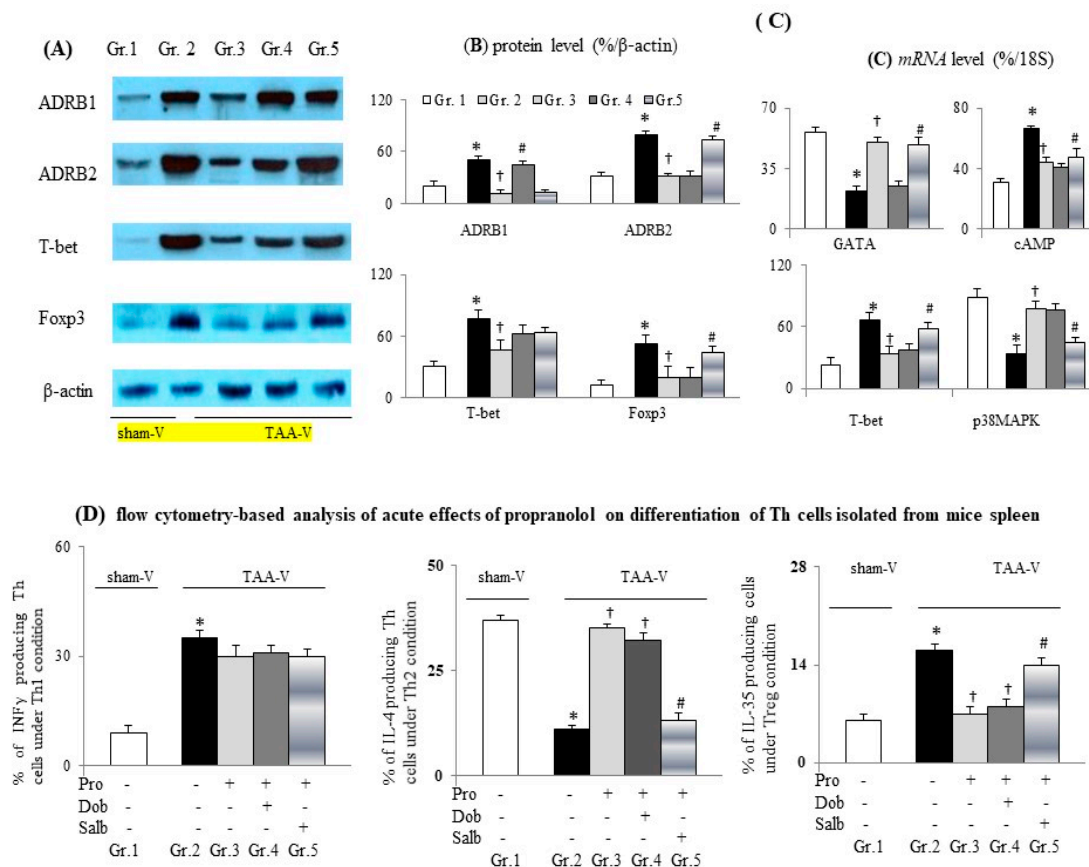 ( C)
(A) Gr.1 Gr. 2 Gr.3 Gr.4 Gr.5
(B) protein level (%/β-actin)
(C) mRNA level (%/18S)
ADRB1
ADRB2
T-bet
Foxp3
β-actin
sham-V TAA-V
Gr. 1 Gr. 2 Gr. 3 Gr. 4 Gr.5
120
60
0
* † # * † #
ADRB1 ADRB2
120
60
0
* † * † #
T-bet Foxp3
70
35
0
* † #
GATA
80
40
0
* † #
cAMP
120
60
0
* † # * † #
T-bet p38MAPK
(D) flow cytometry-based analysis of acute effects of propranolol on differentiation of Th cells isolated from mice spleen
% of INFγ producing Th
cells under Th1 condition
60
30
0
sham-V TAA-V
*
Pro - - + + +
Dob - - - + -
Salb - - - - +
Gr.1 Gr.2 Gr.3 Gr.4 Gr.5
% of IL-4 producing Th
cells under Th2 condition
50
25
0
sham-V TAA-V
* † † #
Pro - - + + +
Dob - - - + -
Salb - - - - +
Gr.1 Gr.2 Gr.3 Gr.4 Gr.5
% of IL-35 producing cells
under Treg condition
28
14
0
sham-V TAA-V
* † † #
Pro - - + + +
Dob - - - + -
Salb - - - - +
Gr.1 Gr.2 Gr.3 Gr.4 Gr.5